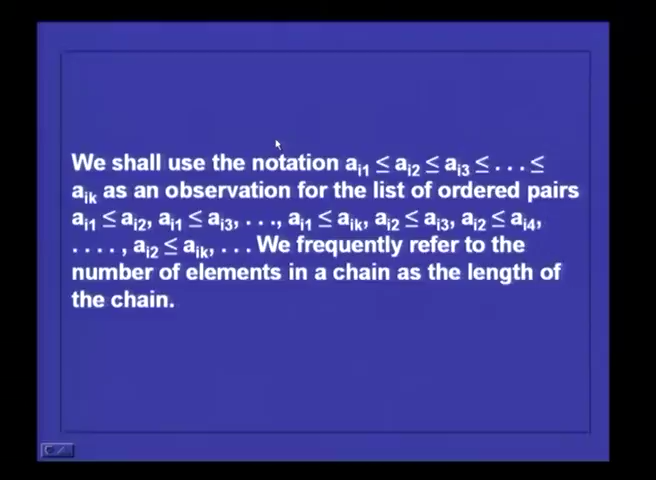 We shall use the notation aᵢ₁ ≤ aᵢ₂ ≤ aᵢ₃ ≤ . . . ≤
aᵢₖ as an observation for the list of ordered pairs
aᵢ₁ ≤ aᵢ₂, aᵢ₁ ≤ aᵢ₃, . . ., aᵢ₁ ≤ aᵢₖ, aᵢ₂ ≤ aᵢ₃, aᵢ₂ ≤ aᵢ₄,
. . . . , aᵢ₂ ≤ aᵢₖ, . . . We frequently refer to the
number of elements in a chain as the length of
the chain.